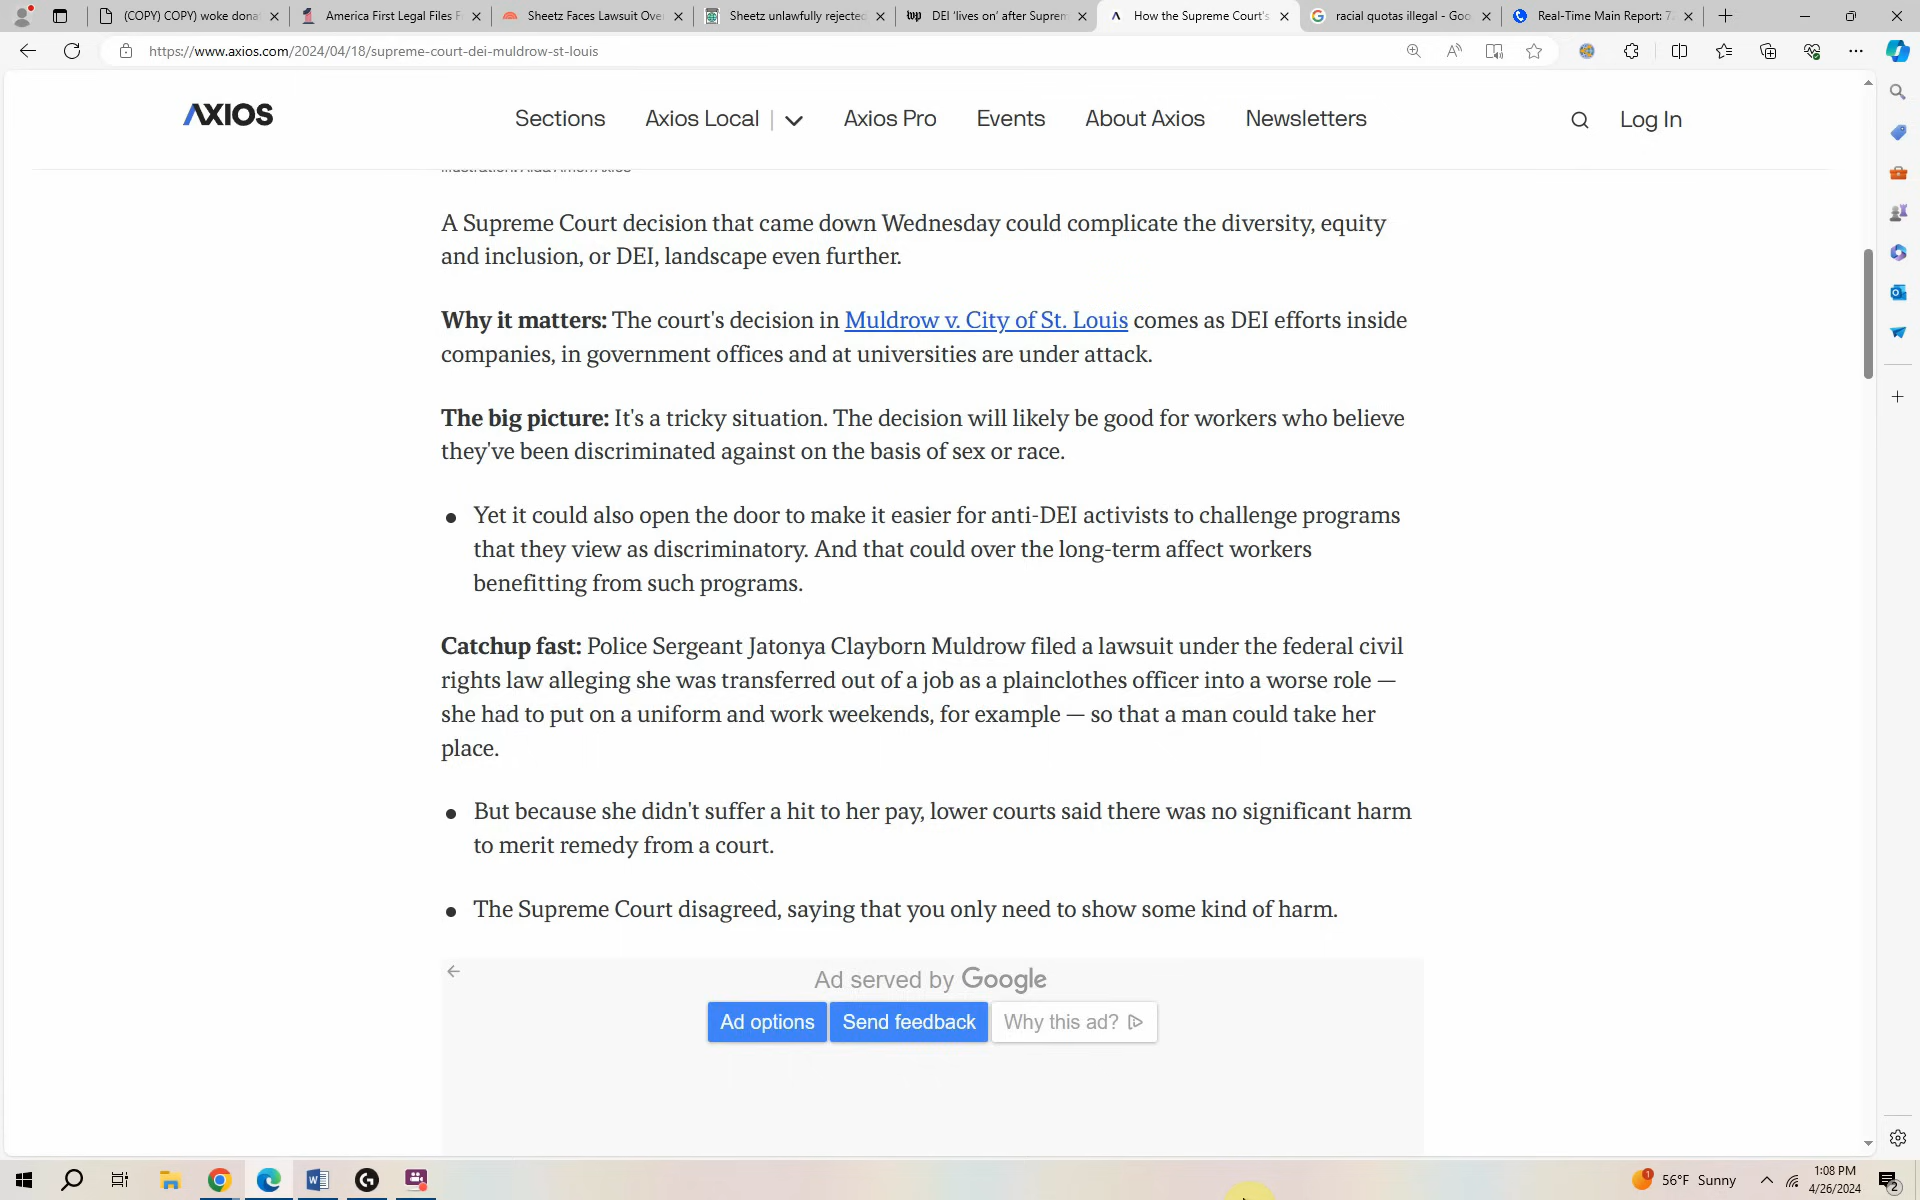 (COPY) COPY) woke dona
America First Legal Files F
Sheetz Faces Lawsuit Ove
Sheetz unlawfully rejected
wp DEI ‘lives on’ after Suprem
How the Supreme Court's
racial quotas illegal - Goo
Real-Time Main Report: 7
https://www.axios.com/2024/04/18/supreme-court-dei-muldrow-st-louis
AXIOS
Sections Axios Local Axios Pro Events About Axios Newsletters
Log In
A Supreme Court decision that came down Wednesday could complicate the diversity, equity
and inclusion, or DEI, landscape even further.
Why it matters: The court's decision in Muldrow v. City of St. Louis comes as DEI efforts inside
companies, in government offices and at universities are under attack.
The big picture: It's a tricky situation. The decision will likely be good for workers who believe
they've been discriminated against on the basis of sex or race.
• Yet it could also open the door to make it easier for anti-DEI activists to challenge programs
that they view as discriminatory. And that could over the long-term affect workers
benefitting from such programs.
Catchup fast: Police Sergeant Jatonya Clayborn Muldrow filed a lawsuit under the federal civil
rights law alleging she was transferred out of a job as a plainclothes officer into a worse role —
she had to put on a uniform and work weekends, for example — so that a man could take her
place.
• But because she didn't suffer a hit to her pay, lower courts said there was no significant harm
to merit remedy from a court.
• The Supreme Court disagreed, saying that you only need to show some kind of harm.
Ad served by Google
Ad options Send feedback Why this ad?
1 56°F Sunny
1:08 PM
4/26/2024
2